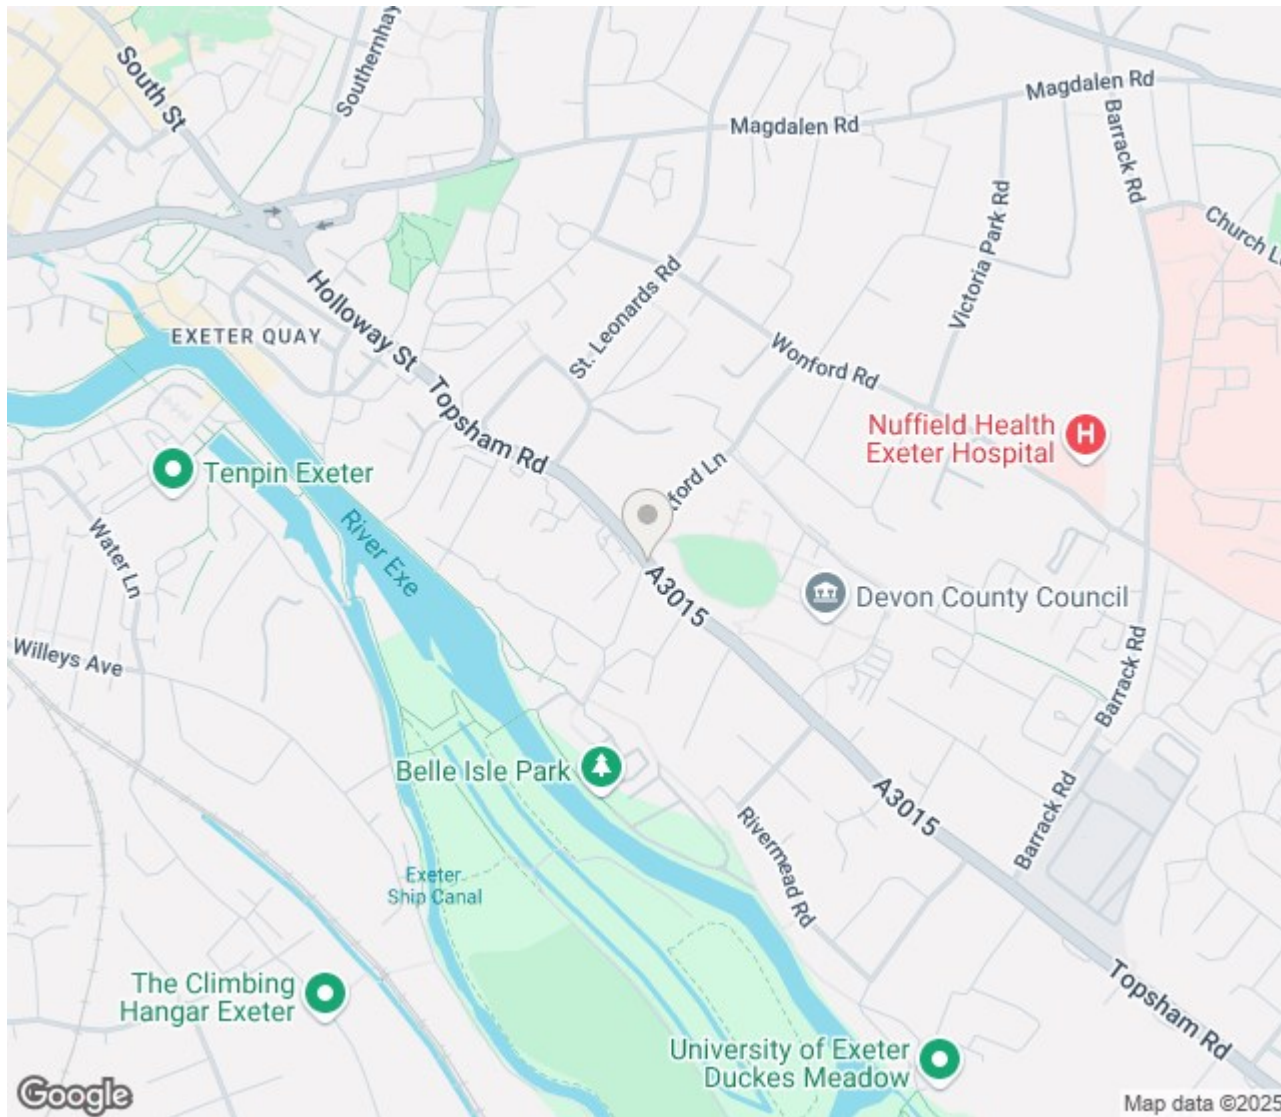 South St
Southernhay
Magdalen Rd
Magdalen Rd
Barrack Rd
Church L
Holloway St
EXETER QUAY
St. Leonards Rd
Victoria Park Rd
Wonford Rd
Topsham Rd
Nuffield Health
Exeter Hospital
H
Tenpin Exeter
ford Ln
River Exe
Water Ln
A3015
Devon County Council
Willeys Ave
Barrack Rd
Belle Isle Park
A3015
Barrack Rd
Rivermead Rd
Exeter
Ship Canal
The Climbing
Hangar Exeter
Topsham Rd
University of Exeter
Duckes Meadow
Google
Map data ©2025